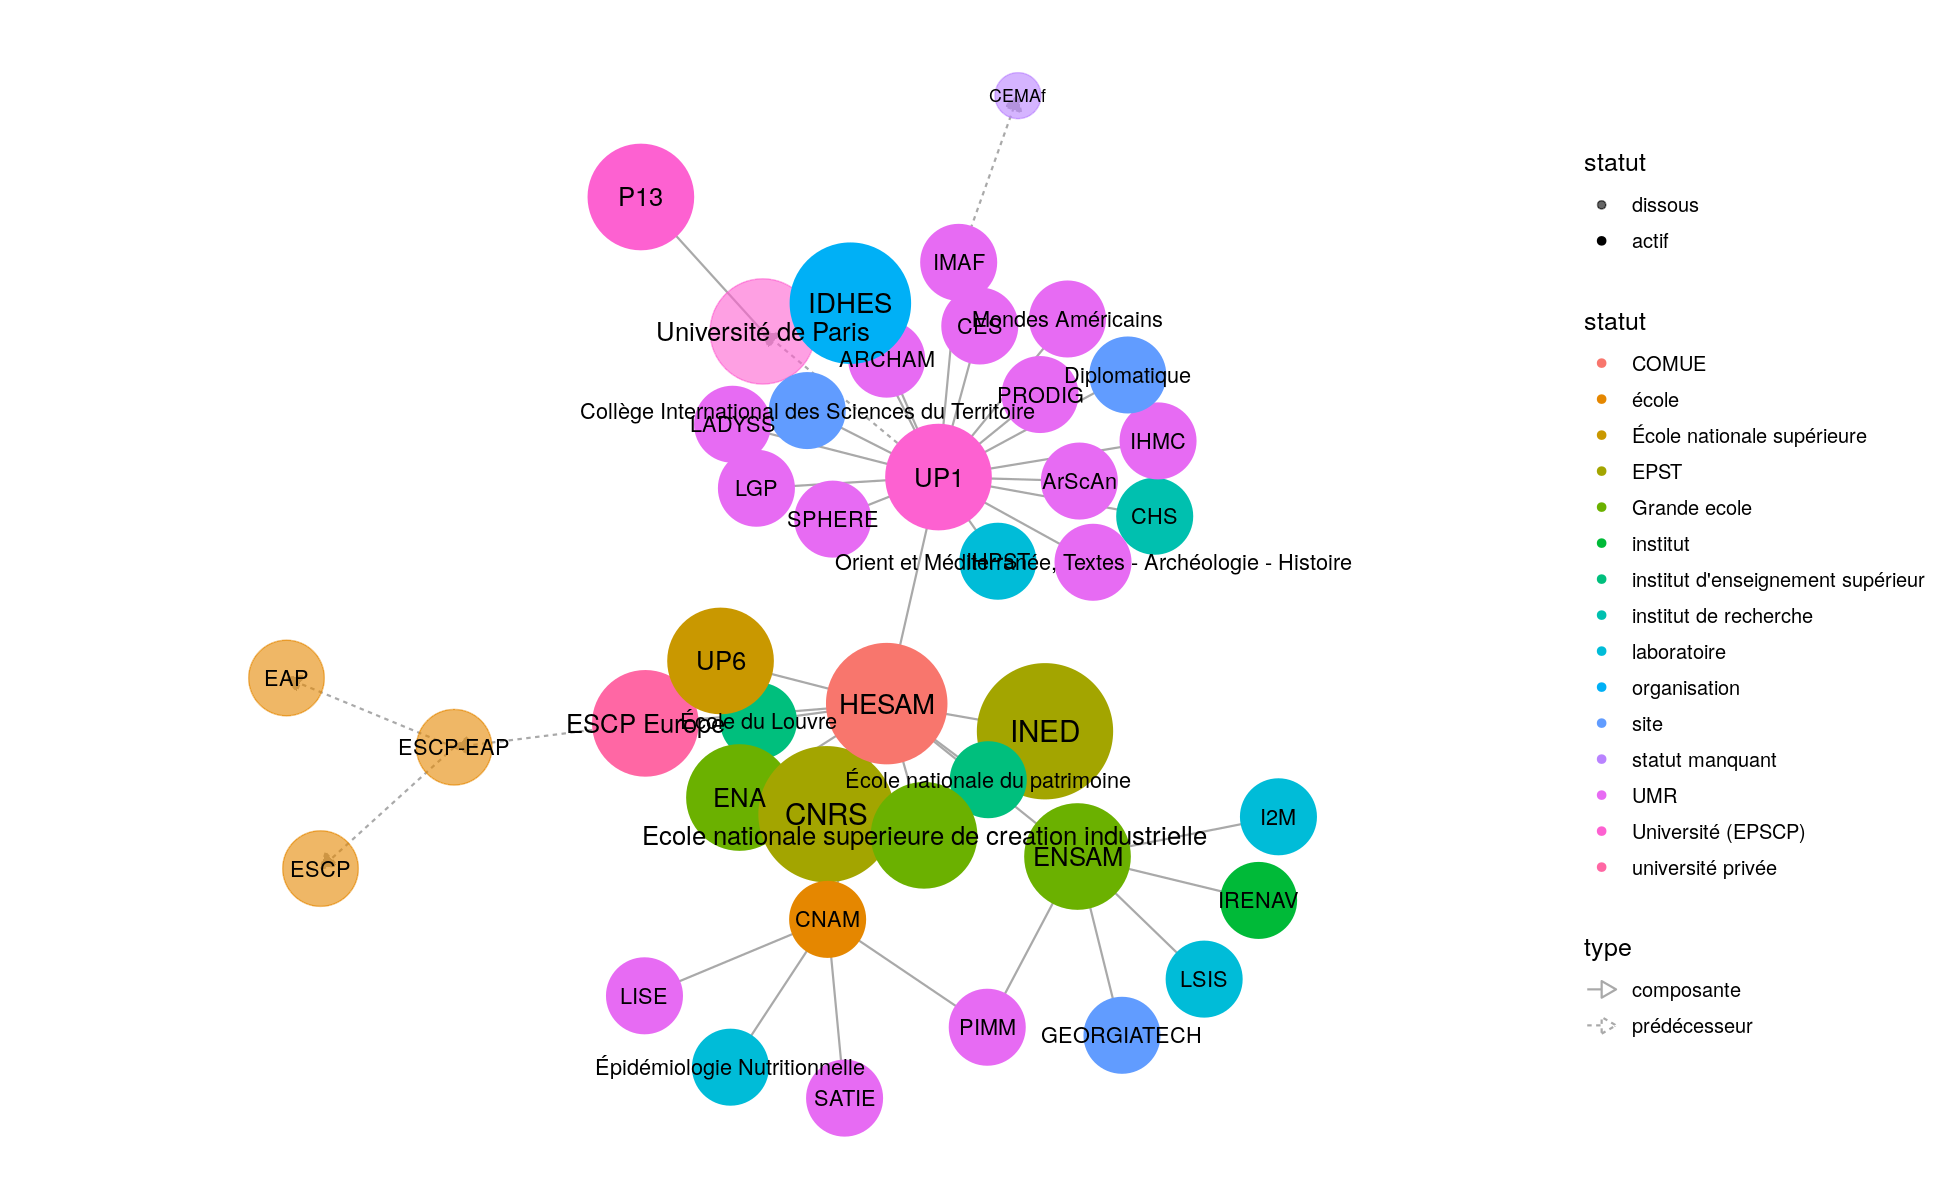 CEMAf
P13
IMAF
IDHES
Mondes Américains
CES
Université de Paris
ARCHAM
Diplomatique
PRODIG
Collège International des Sciences du Territoire
LADYSS
IHMC
UP1
ArScAn
LGP
CHS
SPHERE
IHPST
Orient et Méditerranée, Textes - Archéologie - Histoire
UP6
EAP
HESAM
École du Louvre
ESCP Europe
INED
ESCP-EAP
École nationale du patrimoine
ENA
CNRS
I2M
Ecole nationale superieure de creation industrielle
ENSAM
ESCP
IRENAV
CNAM
LSIS
LISE
PIMM
GEORGIATECH
Épidémiologie Nutritionnelle
SATIE
statut
dissous
actif
statut
COMUE
école
École nationale supérieure
EPST
Grande ecole
institut
institut d'enseignement supérieur
institut de recherche
laboratoire
organisation
site
statut manquant
UMR
Université (EPSCP)
université privée
type
composante
prédécesseur